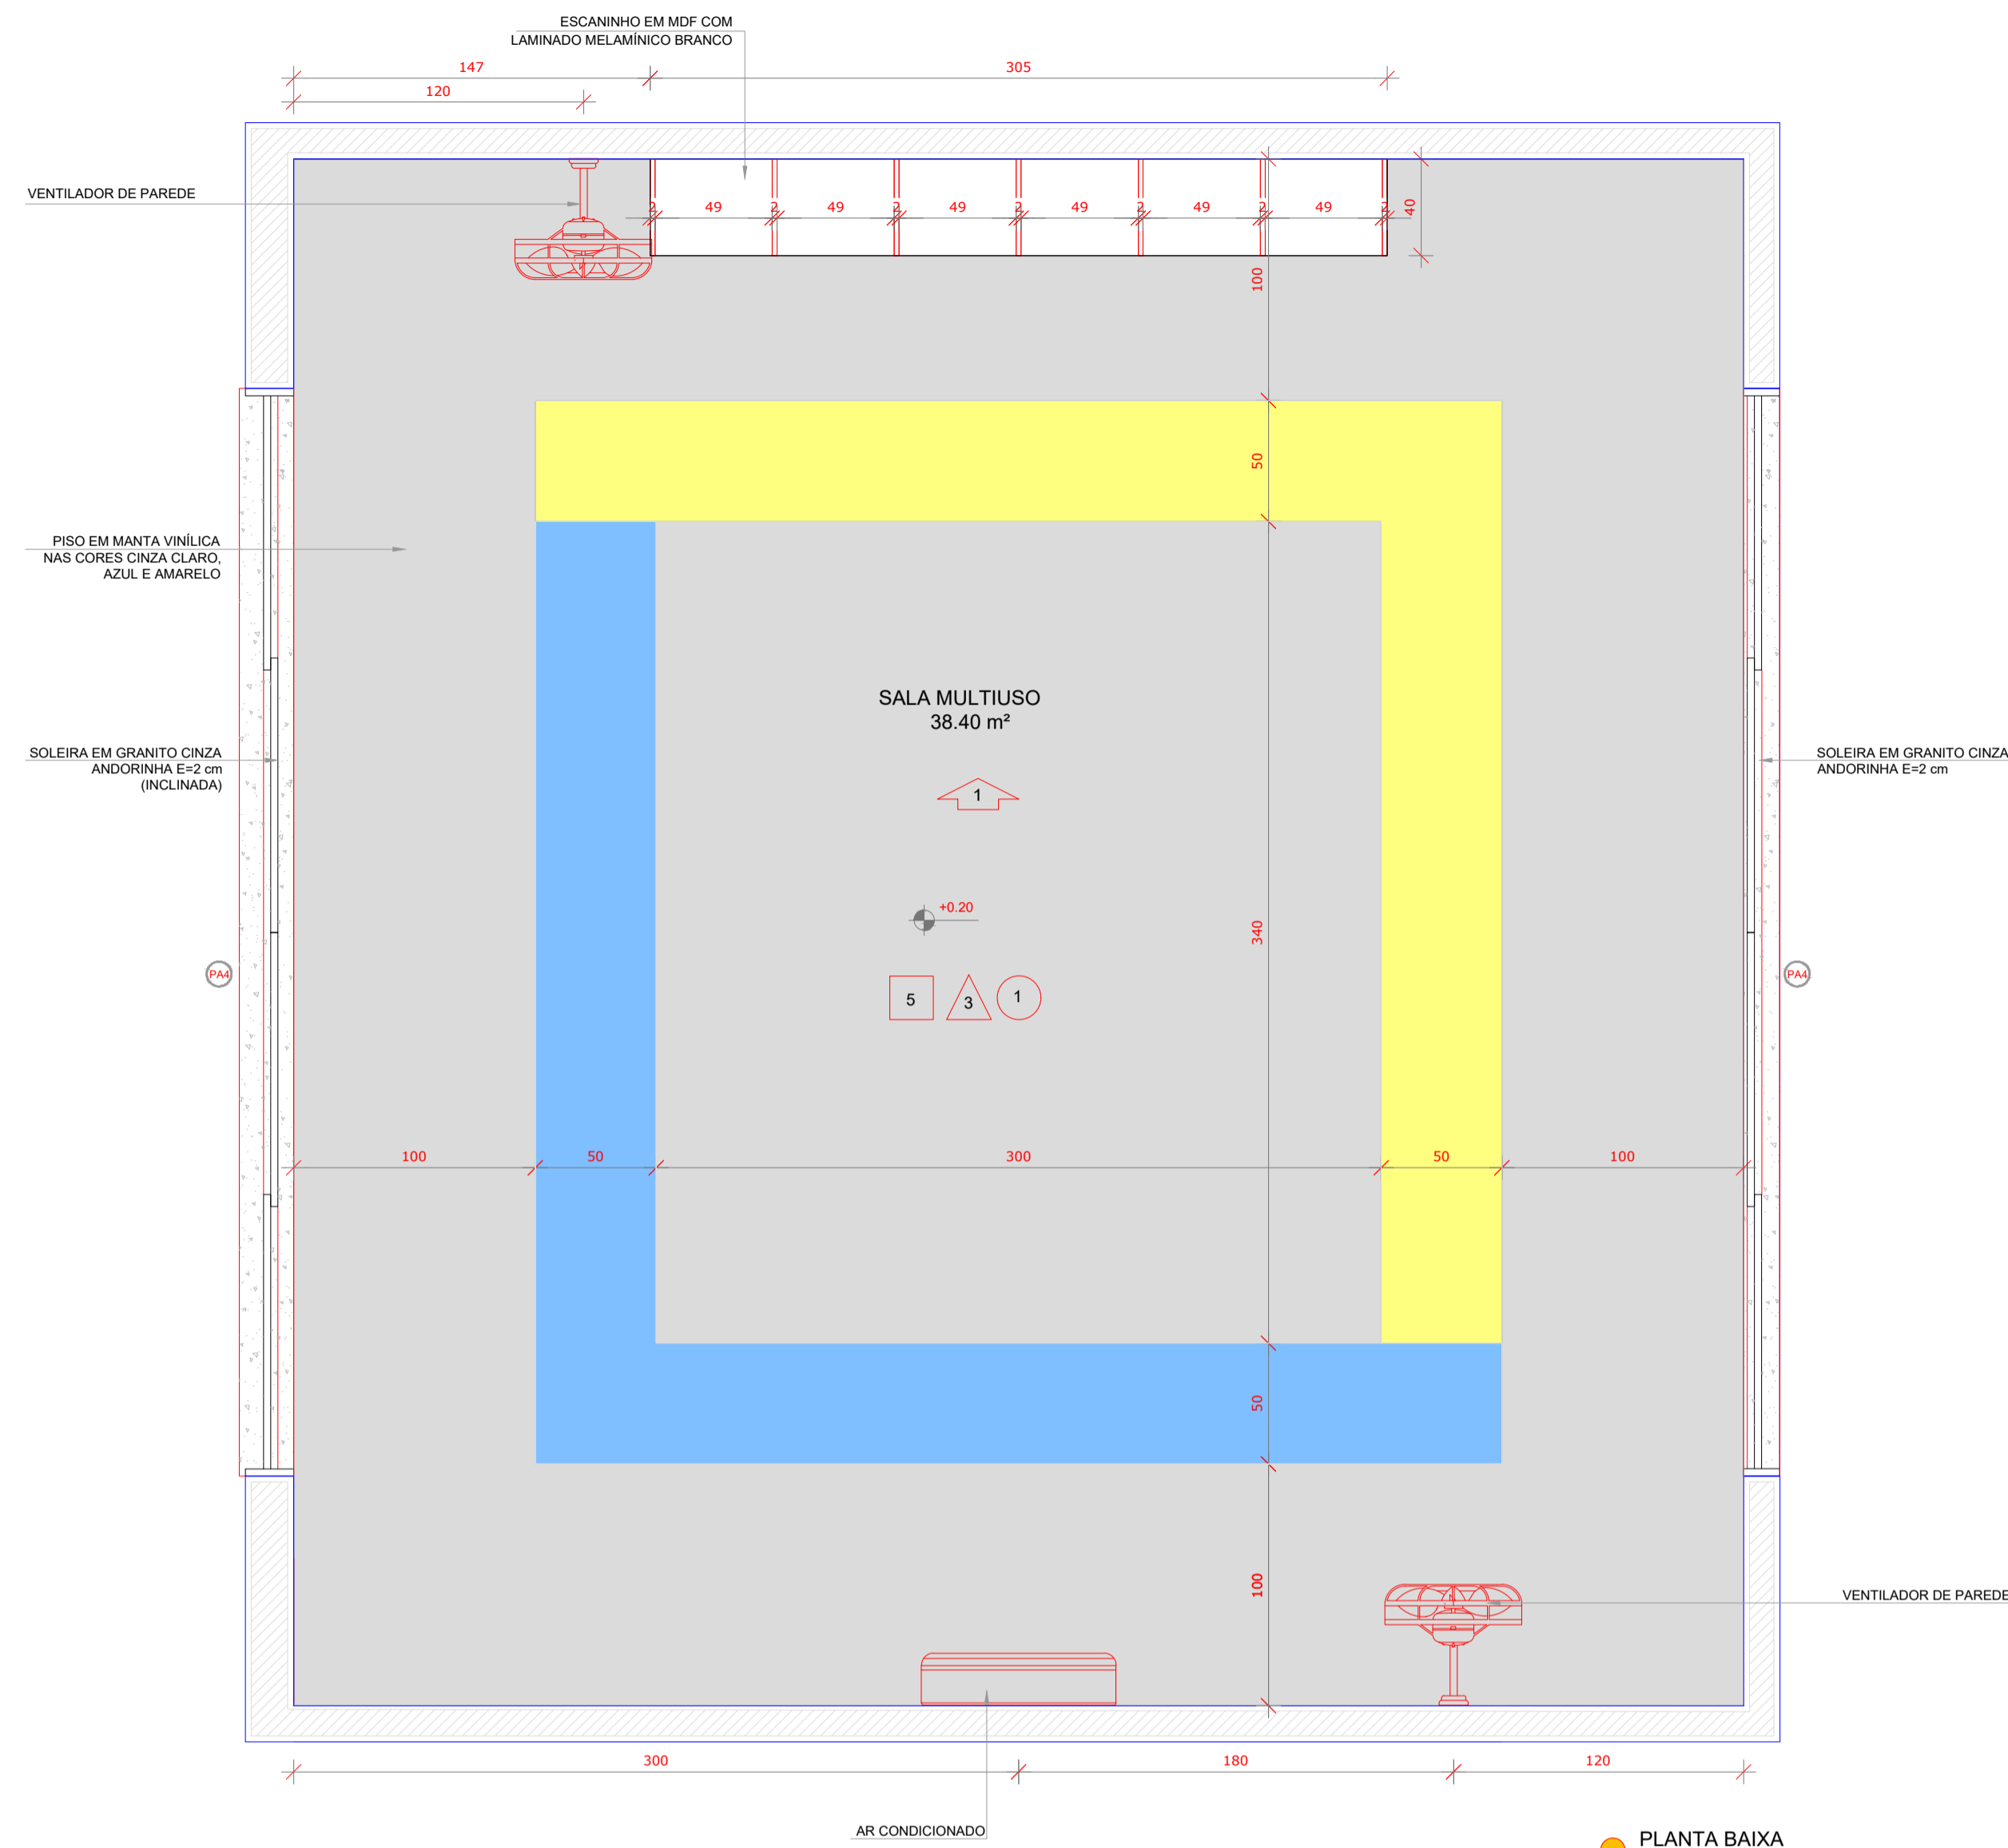 ESCANINHO EM MDF COM
LAMINADO MELAMÍNICO BRANCO
147
305
120
VENTILADOR DE PAREDE
2 49 2 49 2 49 2 49 2 49 2 49 2
40
100
50
PISO EM MANTA VINÍLICA
NAS CORES CINZA CLARO,
AZUL E AMARELO
SALA MULTIUSO
38.40 m²
SOLEIRA EM GRANITO CINZA
ANDORINHA E=2 cm
(INCLINADA)
SOLEIRA EM GRANITO CINZA
ANDORINHA E=2 cm
1
+0.20
340
PA4
PA4
5 3 1
100 50 300 50 100
50
100
VENTILADOR DE PAREDE
300 180 120
AR CONDICIONADO
PLANTA BAIXA